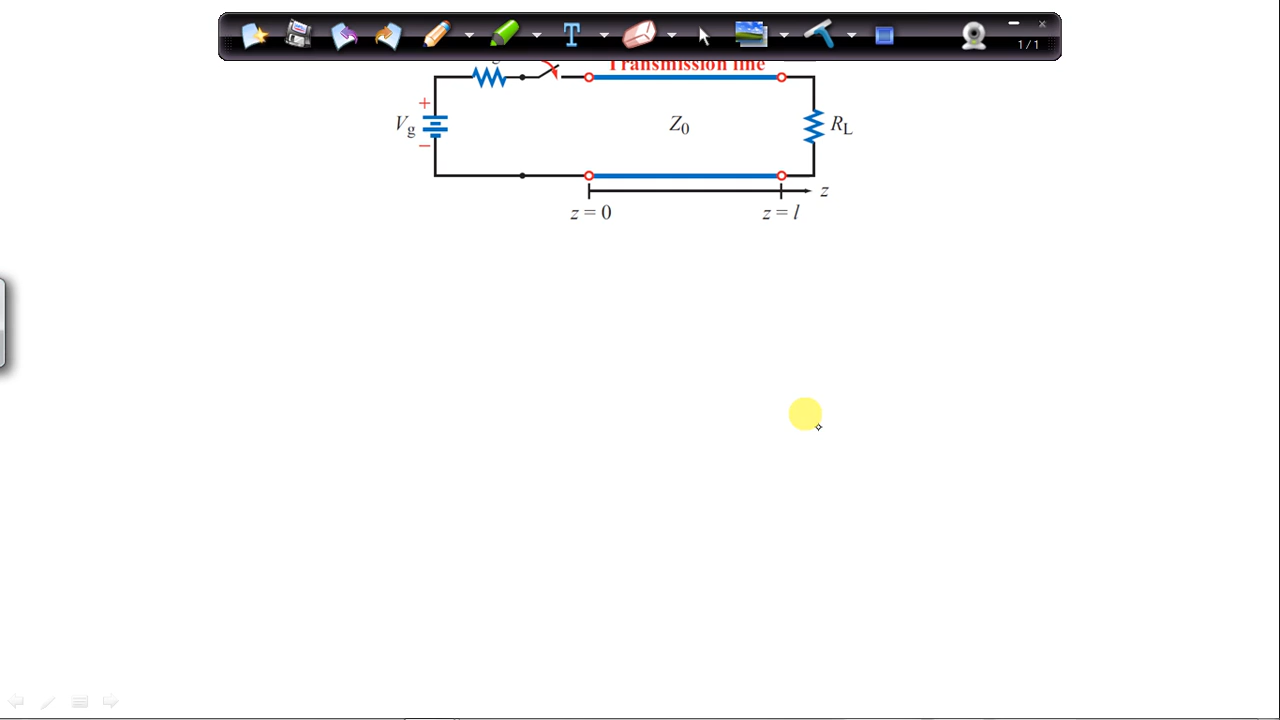 1/1
Transmission line
+
Vg
−
Z0
RL
z
z = 0
z = l